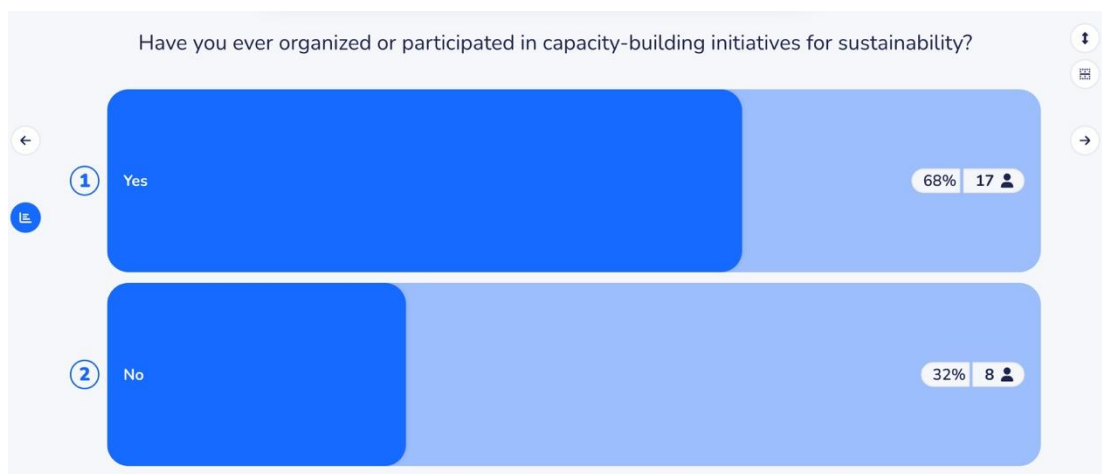 Have you ever organized or participated in capacity-building initiatives for sustainability?
1 Yes 68% 17
2 No 32% 8